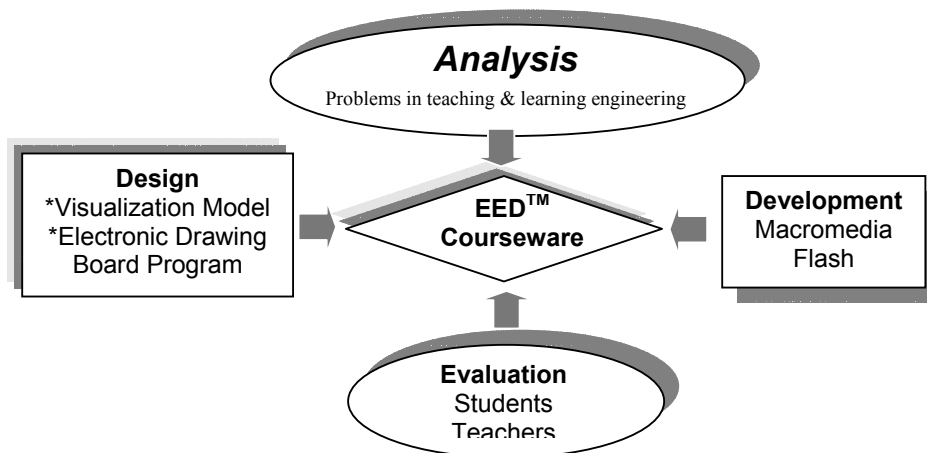 Analysis
Problems in teaching & learning engineering
Design
*Visualization Model
*Electronic Drawing
Board Program
EED™
Courseware
Development
Macromedia
Flash
Evaluation
Students
Teachers